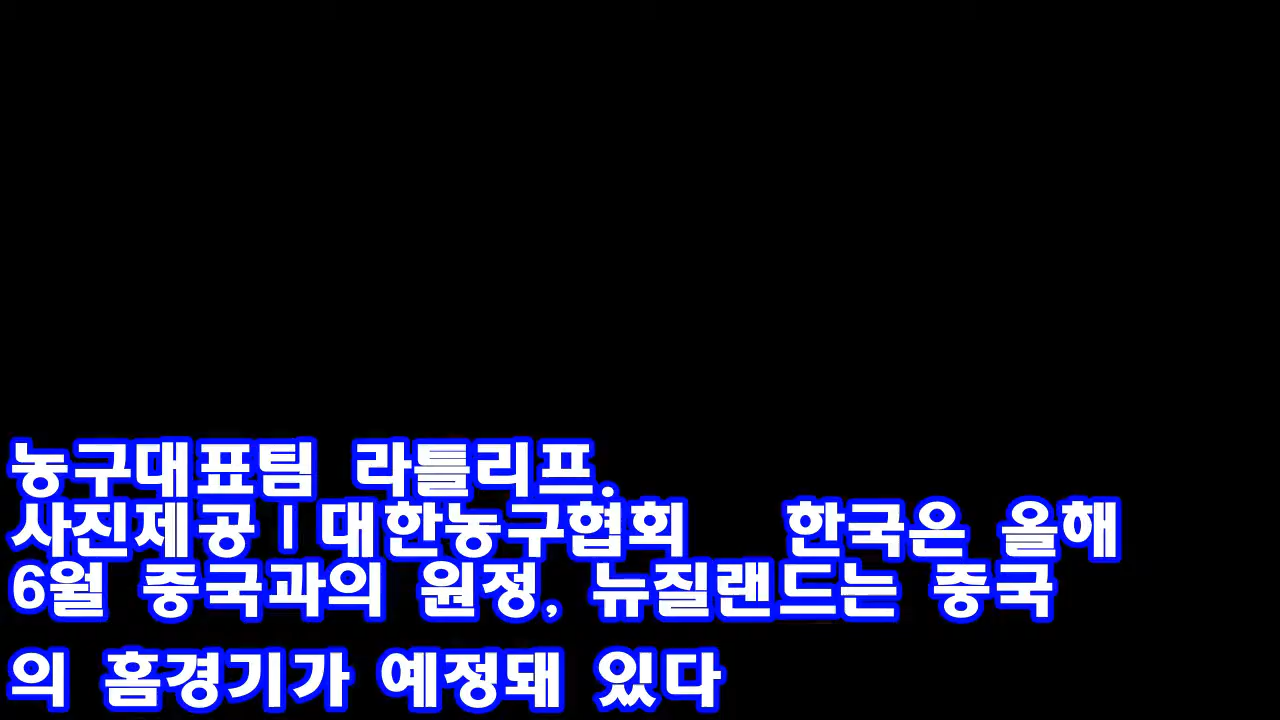 농구대표팀 라틀리프.
사진제공ㅣ대한농구협회 한국은 올해
6월 중국과의 원정, 뉴질랜드는 중국
의 홈경기가 예정돼 있다